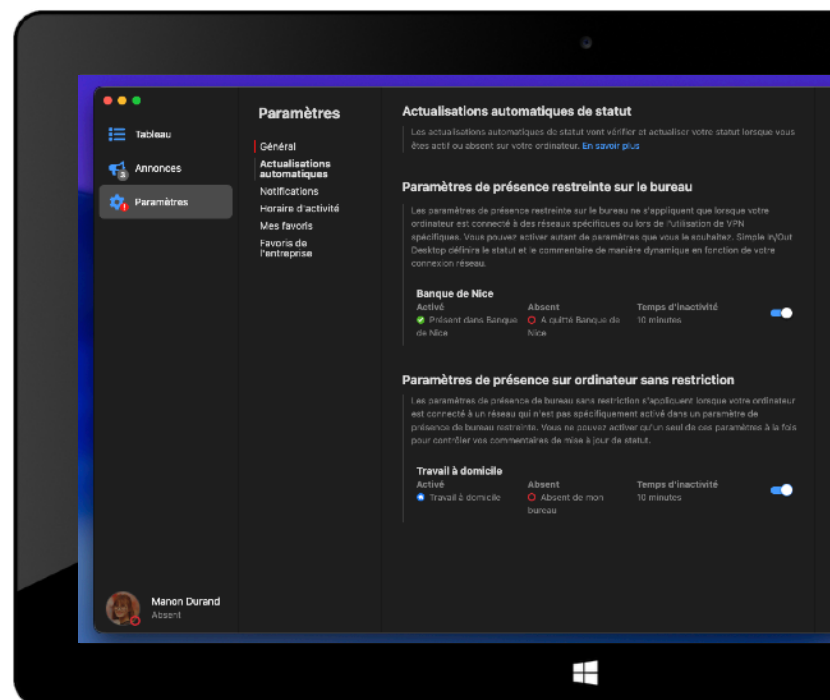 Tableau
Annonces
Paramètres
Manon Durand
Absent
Paramètres
Général
Actualisations
automatiques
Notifications
Horaire d'activité
Mes favoris
Favoris de
l'entreprise
Actualisations automatiques de statut
Les actualisations automatiques de statut vont vérifier et actualiser votre statut lorsque vous
êtes actif ou absent sur votre ordinateur. En savoir plus
Paramètres de présence restreinte sur le bureau
Les paramètres de présence restreinte sur le bureau ne s'appliquent que lorsque votre
ordinateur est connecté à des réseaux spécifiques ou lors de l'utilisation de VPN
spécifiques. Vous pouvez activer autant de paramètres que vous le souhaitez. Simple In/Out
Desktop définira le statut et le commentaire de manière dynamique en fonction de votre
connexion réseau.
Banque de Nice
Activé Absent Temps d'inactivité
Présent dans Banque A quitté Banque de 10 minutes
de Nice Nice
Paramètres de présence sur ordinateur sans restriction
Les paramètres de présence de bureau sans restriction s'appliquent lorsque votre ordinateur
est connecté à un réseau qui n'est pas spécifiquement activé dans un paramètre de
présence de bureau restreinte. Vous ne pouvez activer qu'un seul de ces paramètres à la fois
pour contrôler vos commentaires de mise à jour de statut.
Travail à domicile
Activé Absent Temps d'inactivité
Travail à domicile Absent de mon 10 minutes
bureau